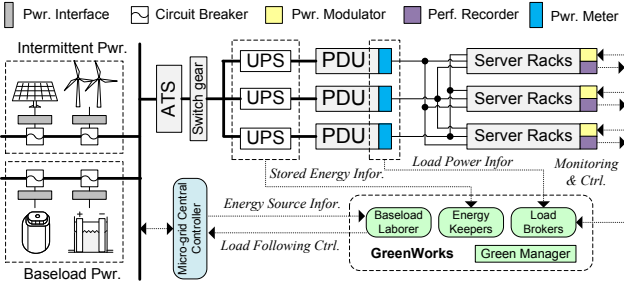 Pwr. Interface
Circuit Breaker
Pwr. Modulator
Perf. Recorder
Pwr. Meter
Intermittent Pwr.
ATS
Switch gear
UPS
PDU
Server Racks
UPS
PDU
Server Racks
UPS
PDU
Server Racks
Stored Energy Infor.
Load Power Infor
Monitoring
& Ctrl.
+
-
Baseload Pwr.
Micro-grid Central
Controller
Energy Source Infor.
Load Following Ctrl.
Baseload
Laborer
Energy
Keepers
Load
Brokers
GreenWorks
Green Manager